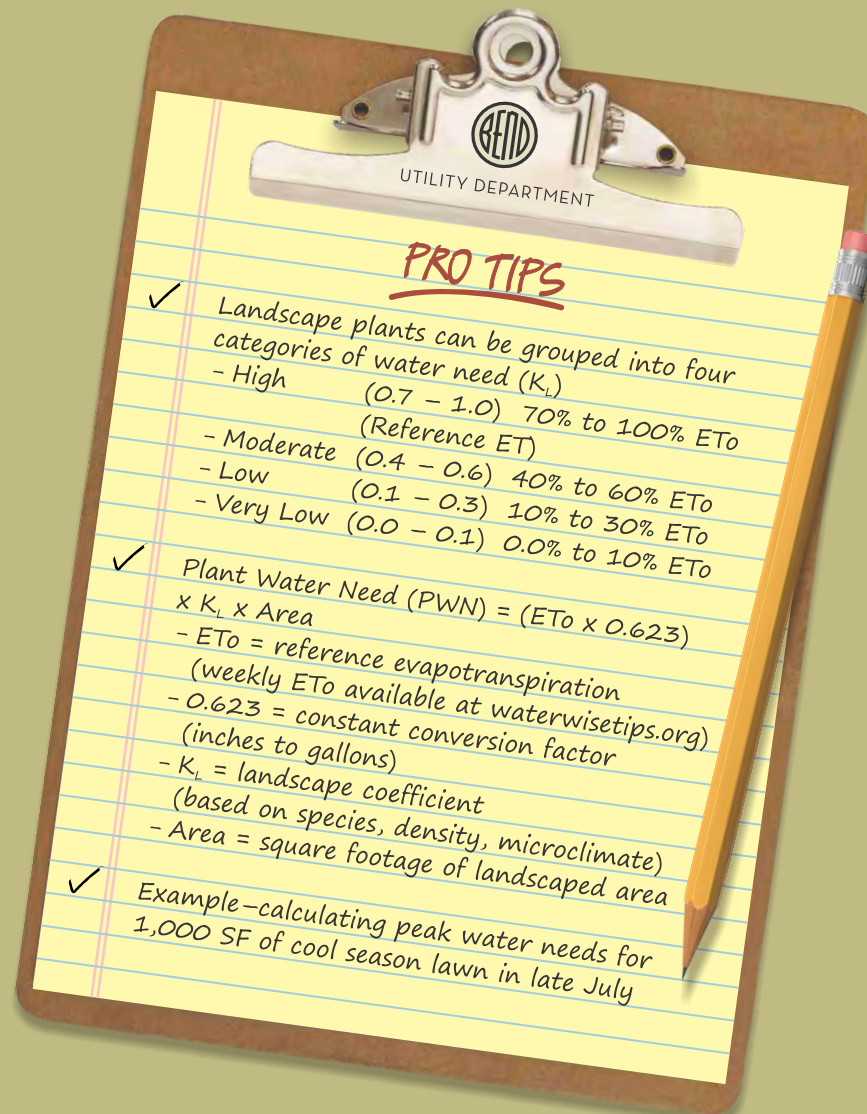 BEND
UTILITY DEPARTMENT
PRO TIPS
✓ Landscape plants can be grouped into four
categories of water need (K_L)
- High (0.7 – 1.0) 70% to 100% ETo
(Reference ET)
- Moderate (0.4 – 0.6) 40% to 60% ETo
- Low (0.1 – 0.3) 10% to 30% ETo
- Very Low (0.0 – 0.1) 0.0% to 10% ETo
✓ Plant Water Need (PWN) = (ETo x 0.623)
x K_L x Area
- ETo = reference evapotranspiration
(weekly ETo available at waterwisetips.org)
- 0.623 = constant conversion factor
(inches to gallons)
- K_L = landscape coefficient
(based on species, density, microclimate)
- Area = square footage of landscaped area
✓ Example–calculating peak water needs for
1,000 SF of cool season lawn in late July